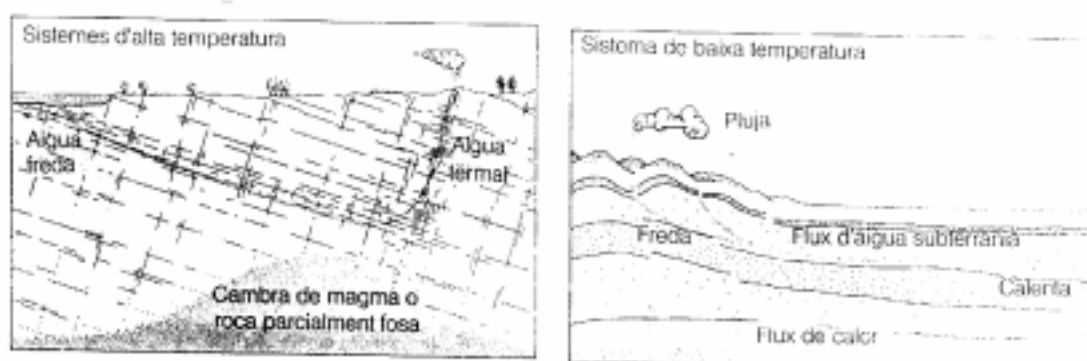 Sistemes d'alta temperatura
Aigua
freda
Aigua
termal
Cambra de magma o
roca parcialment fosa
Sistema de baixa temperatura
Pluja
Freda
Flux d'aigua subterrània
Calenta
Flux de calor